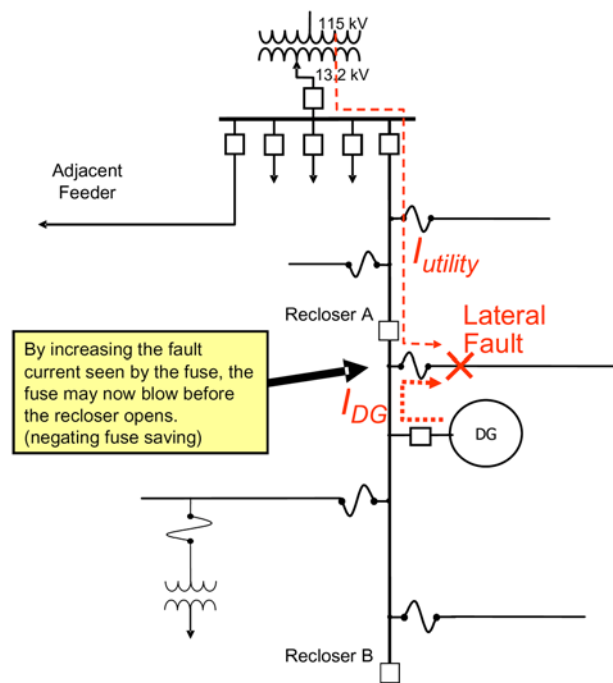 115 kV
13.2 kV
Adjacent
Feeder
I utility
Recloser A
Lateral
Fault
By increasing the fault
current seen by the fuse, the
fuse may now blow before
the recloser opens.
(negating fuse saving)
I DG
DG
Recloser B